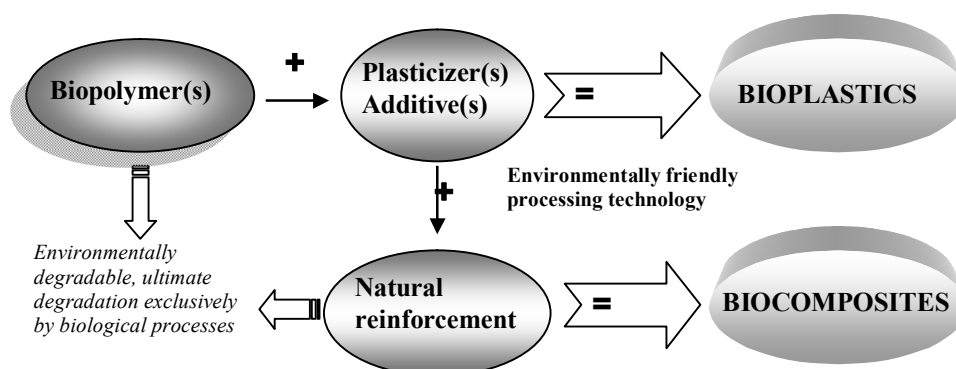 +
Biopolymer(s)
Plasticizer(s)
Additive(s)
=
BIOPLASTICS
+
Environmentally friendly
processing technology
Environmentally
degradable, ultimate
degradation exclusively
by biological processes
Natural
reinforcement
=
BIOCOMPOSITES